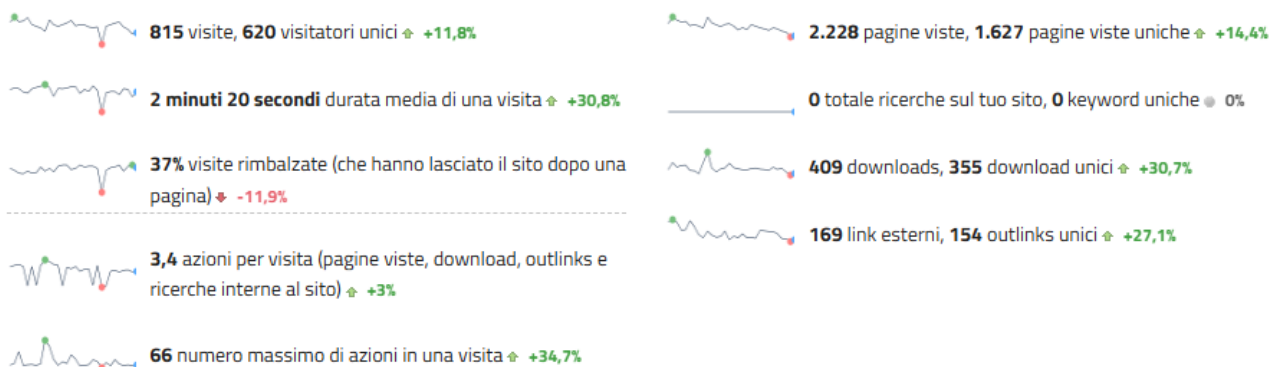 815 visite, 620 visitatori unici +11,8%
2 minuti 20 secondi durata media di una visita +30,8%
37% visite rimbalzate (che hanno lasciato il sito dopo una
pagina) -11,9%
3,4 azioni per visita (pagine viste, download, outlinks e
ricerche interne al sito) +3%
66 numero massimo di azioni in una visita +34,7%
2.228 pagine viste, 1.627 pagine viste uniche +14,4%
0 totale ricerche sul tuo sito, 0 keyword uniche 0%
409 downloads, 355 download unici +30,7%
169 link esterni, 154 outlinks unici +27,1%